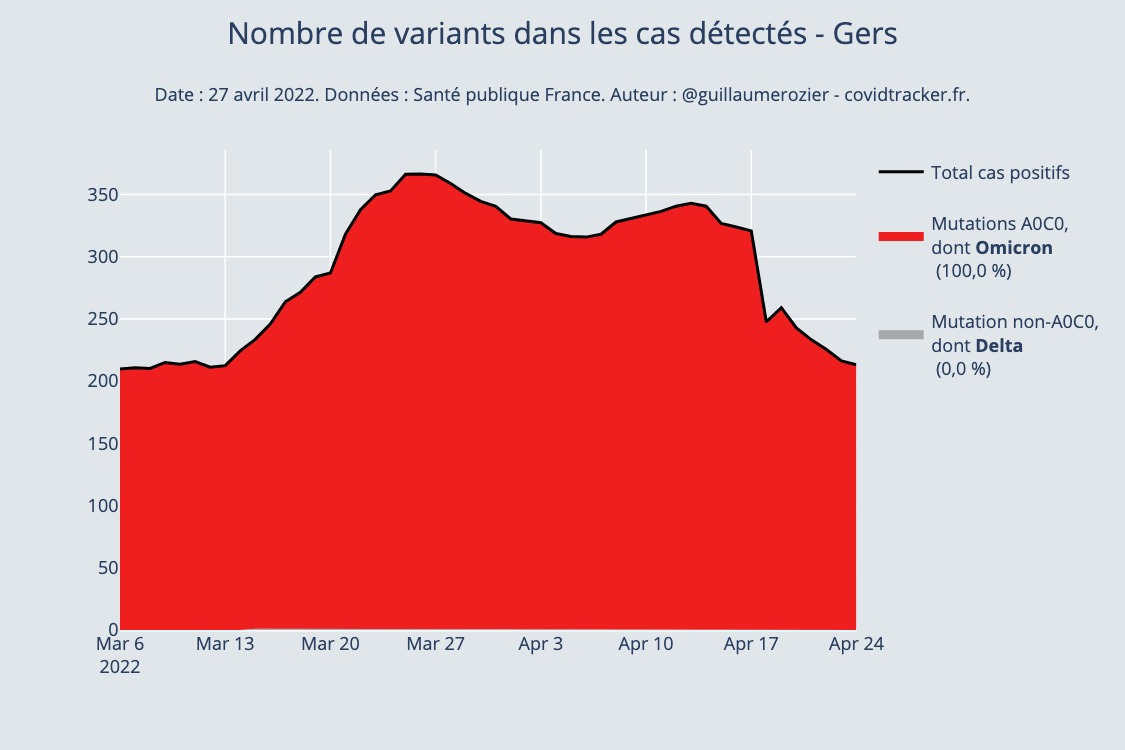 Nombre de variants dans les cas détectés - Gers
Date : 27 avril 2022. Données : Santé publique France. Auteur : @guillaumerozier - covidtracker.fr.
Total cas positifs
Mutations A0C0,
dont Omicron
(100,0 %)
Mutation non-A0C0,
dont Delta
(0,0 %)
350
300
250
200
150
100
50
0
Mar 6 Mar 13 Mar 20 Mar 27 Apr 3 Apr 10 Apr 17 Apr 24
2022